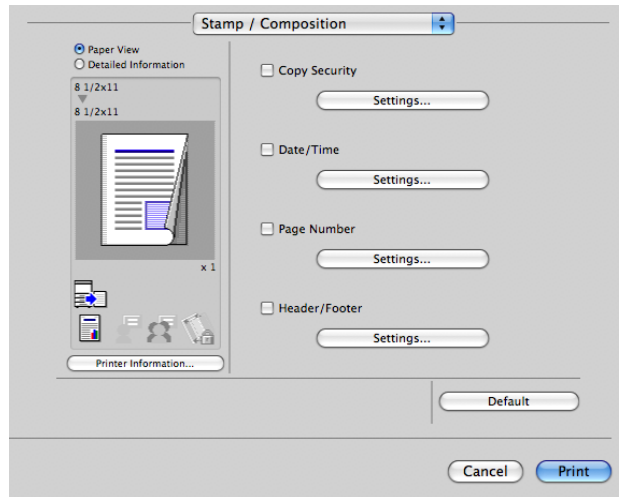 Stamp / Composition
Paper View
Detailed Information
8 1/2x11
8 1/2x11
x 1
Printer Information...
Copy Security
Settings...
Date/Time
Settings...
Page Number
Settings...
Header/Footer
Settings...
Default
Cancel
Print